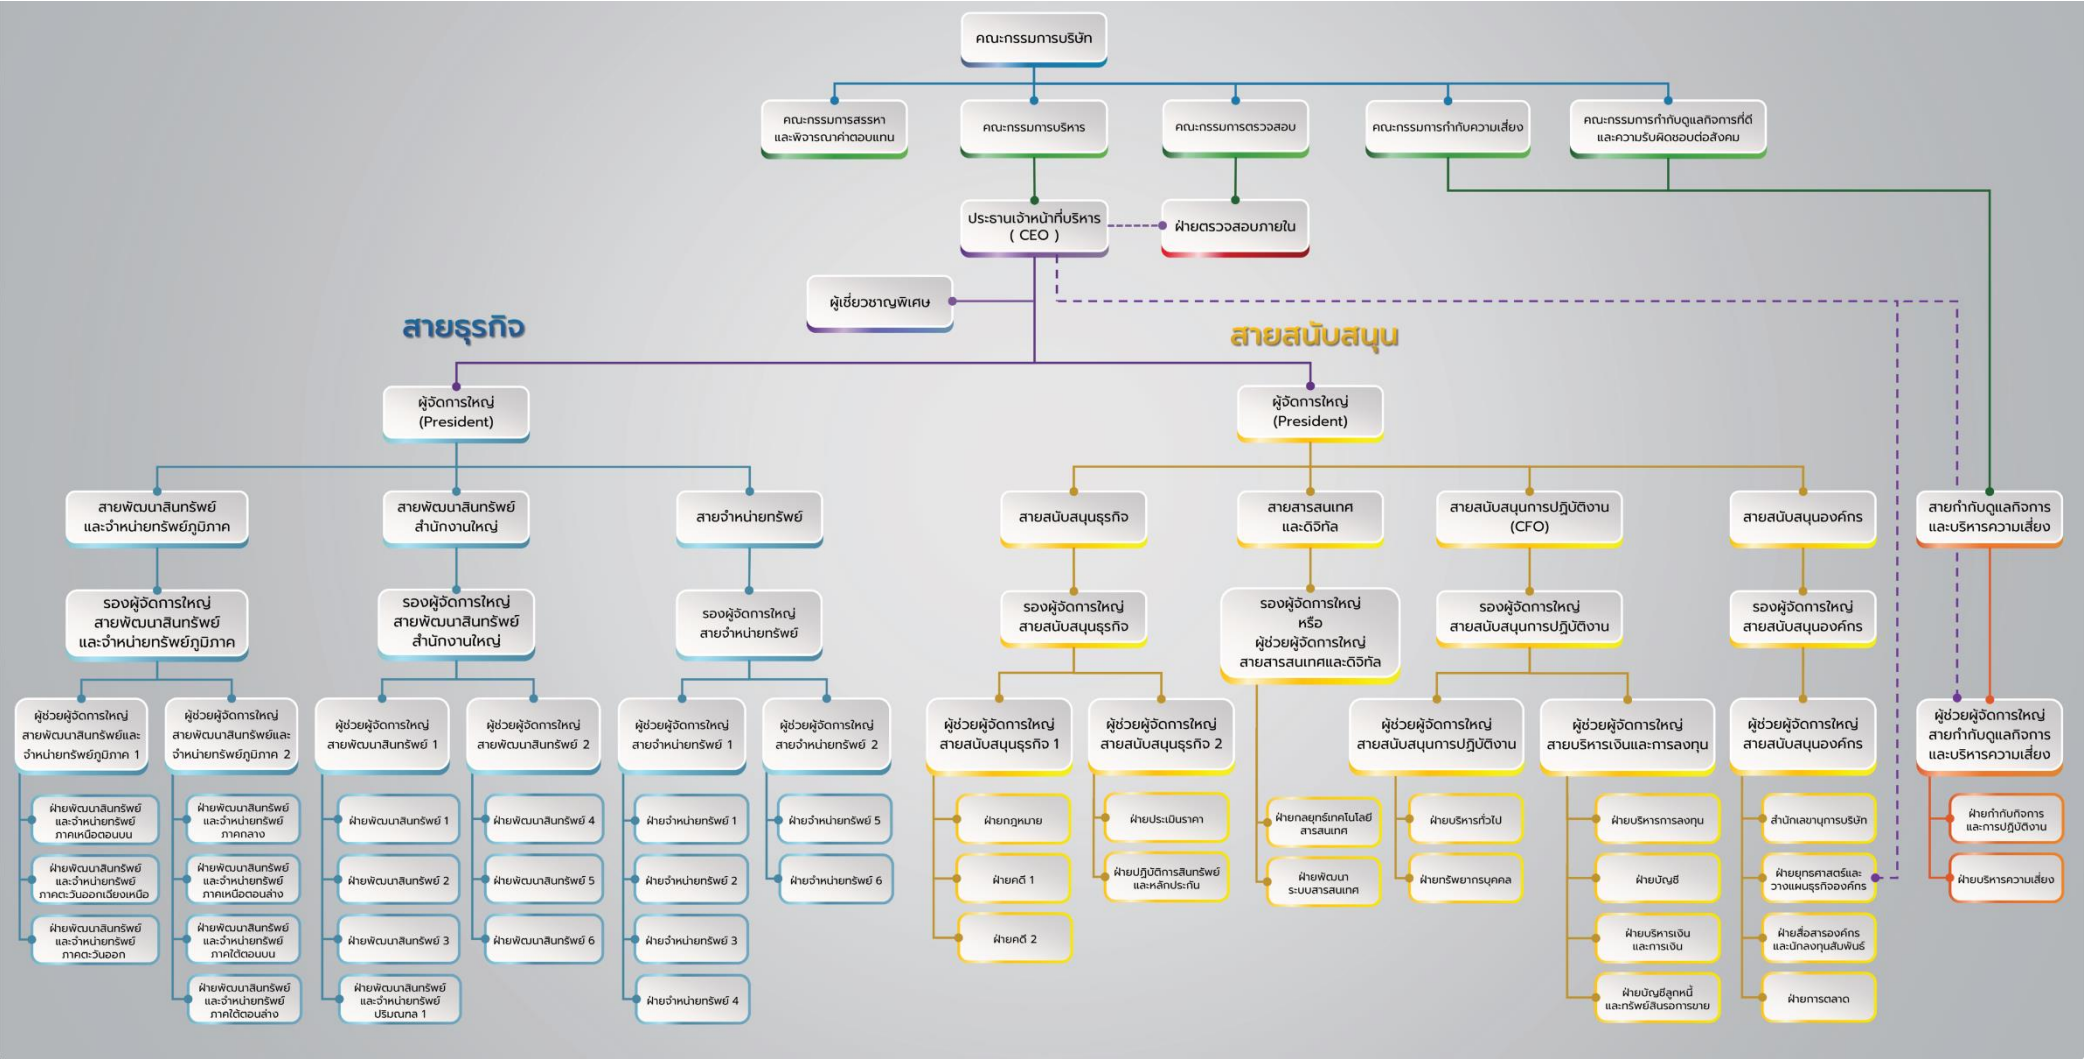 คณะกรรมการบริษัท
คณะกรรมการสรรหา
และพิจารณาค่าตอบแทน
คณะกรรมการบริหาร
คณะกรรมการตรวจสอบ
คณะกรรมการกำกับความเสี่ยง
คณะกรรมการกำกับดูแลกิจการที่ดี
และความรับผิดชอบต่อสังคม
ประธานเจ้าหน้าที่บริหาร
( CEO )
ฝ่ายตรวจสอบภายใน
ผู้เชี่ยวชาญพิเศษ
สายธุรกิจ
สายสนับสนุน
ผู้จัดการใหญ่
(President)
ผู้จัดการใหญ่
(President)
สายพัฒนาสินทรัพย์
และจำหน่ายทรัพย์ภูมิภาค
สายพัฒนาสินทรัพย์
สำนักงานใหญ่
สายจำหน่ายทรัพย์
สายสนับสนุนธุรกิจ
สายสารสนเทศ
และดิจิทัล
สายสนับสนุนการปฏิบัติงาน
(CFO)
สายสนับสนุนองค์กร
สายกำกับดูแลกิจการ
และบริหารความเสี่ยง
รองผู้จัดการใหญ่
สายพัฒนาสินทรัพย์
และจำหน่ายทรัพย์ภูมิภาค
รองผู้จัดการใหญ่
สายพัฒนาสินทรัพย์
สำนักงานใหญ่
รองผู้จัดการใหญ่
สายจำหน่ายทรัพย์
รองผู้จัดการใหญ่
สายสนับสนุนธุรกิจ
รองผู้จัดการใหญ่
หรือ
ผู้ช่วยผู้จัดการใหญ่
สายสารสนเทศและดิจิทัล
รองผู้จัดการใหญ่
สายสนับสนุนการปฏิบัติงาน
รองผู้จัดการใหญ่
สายสนับสนุนองค์กร
ผู้ช่วยผู้จัดการใหญ่
สายพัฒนาสินทรัพย์และ
จำหน่ายทรัพย์ภูมิภาค 1
ผู้ช่วยผู้จัดการใหญ่
สายพัฒนาสินทรัพย์และ
จำหน่ายทรัพย์ภูมิภาค 2
ผู้ช่วยผู้จัดการใหญ่
สายพัฒนาสินทรัพย์ 1
ผู้ช่วยผู้จัดการใหญ่
สายพัฒนาสินทรัพย์ 2
ผู้ช่วยผู้จัดการใหญ่
สายจำหน่ายทรัพย์ 1
ผู้ช่วยผู้จัดการใหญ่
สายจำหน่ายทรัพย์ 2
ผู้ช่วยผู้จัดการใหญ่
สายสนับสนุนธุรกิจ 1
ผู้ช่วยผู้จัดการใหญ่
สายสนับสนุนธุรกิจ 2
ผู้ช่วยผู้จัดการใหญ่
สายสนับสนุนการปฏิบัติงาน
ผู้ช่วยผู้จัดการใหญ่
สายบริหารเงินและการลงทุน
ผู้ช่วยผู้จัดการใหญ่
สายสนับสนุนองค์กร
ผู้ช่วยผู้จัดการใหญ่
สายกำกับดูแลกิจการ
และบริหารความเสี่ยง
ฝ่ายพัฒนาสินทรัพย์
และจำหน่ายทรัพย์
ภาคเหนือตอนบน
ฝ่ายพัฒนาสินทรัพย์
และจำหน่ายทรัพย์
ภาคกลาง
ฝ่ายพัฒนาสินทรัพย์ 1
ฝ่ายพัฒนาสินทรัพย์ 4
ฝ่ายจำหน่ายทรัพย์ 1
ฝ่ายจำหน่ายทรัพย์ 5
ฝ่ายกฎหมาย
ฝ่ายประเมินราคา
ฝ่ายกลยุทธ์เทคโนโลยี
สารสนเทศ
ฝ่ายบริหารทั่วไป
ฝ่ายบริหารการลงทุน
สำนักเลขานุการบริษัท
ฝ่ายกำกับกิจการ
และการปฏิบัติงาน
ฝ่ายพัฒนาสินทรัพย์
และจำหน่ายทรัพย์
ภาคตะวันออกเฉียงเหนือ
ฝ่ายพัฒนาสินทรัพย์
และจำหน่ายทรัพย์
ภาคเหนือตอนล่าง
ฝ่ายพัฒนาสินทรัพย์ 2
ฝ่ายพัฒนาสินทรัพย์ 5
ฝ่ายจำหน่ายทรัพย์ 2
ฝ่ายจำหน่ายทรัพย์ 6
ฝ่ายคดี 1
ฝ่ายปฏิบัติการสินทรัพย์
และหลักประกัน
ฝ่ายพัฒนา
ระบบสารสนเทศ
ฝ่ายทรัพยากรบุคคล
ฝ่ายบัญชี
ฝ่ายยุทธศาสตร์และ
วางแผนธุรกิจองค์กร
ฝ่ายบริหารความเสี่ยง
ฝ่ายพัฒนาสินทรัพย์
และจำหน่ายทรัพย์
ภาคตะวันออก
ฝ่ายพัฒนาสินทรัพย์
และจำหน่ายทรัพย์
ภาคใต้ตอนบน
ฝ่ายพัฒนาสินทรัพย์ 3
ฝ่ายพัฒนาสินทรัพย์ 6
ฝ่ายจำหน่ายทรัพย์ 3
ฝ่ายคดี 2
ฝ่ายบริหารเงิน
และการเงิน
ฝ่ายสื่อสารองค์กร
และนักลงทุนสัมพันธ์
ฝ่ายพัฒนาสินทรัพย์
และจำหน่ายทรัพย์
ภาคใต้ตอนล่าง
ฝ่ายพัฒนาสินทรัพย์
และจำหน่ายทรัพย์
ปริมณฑล 1
ฝ่ายจำหน่ายทรัพย์ 4
ฝ่ายบัญชีลูกหนี้
และทรัพย์สินรอการขาย
ฝ่ายการตลาด